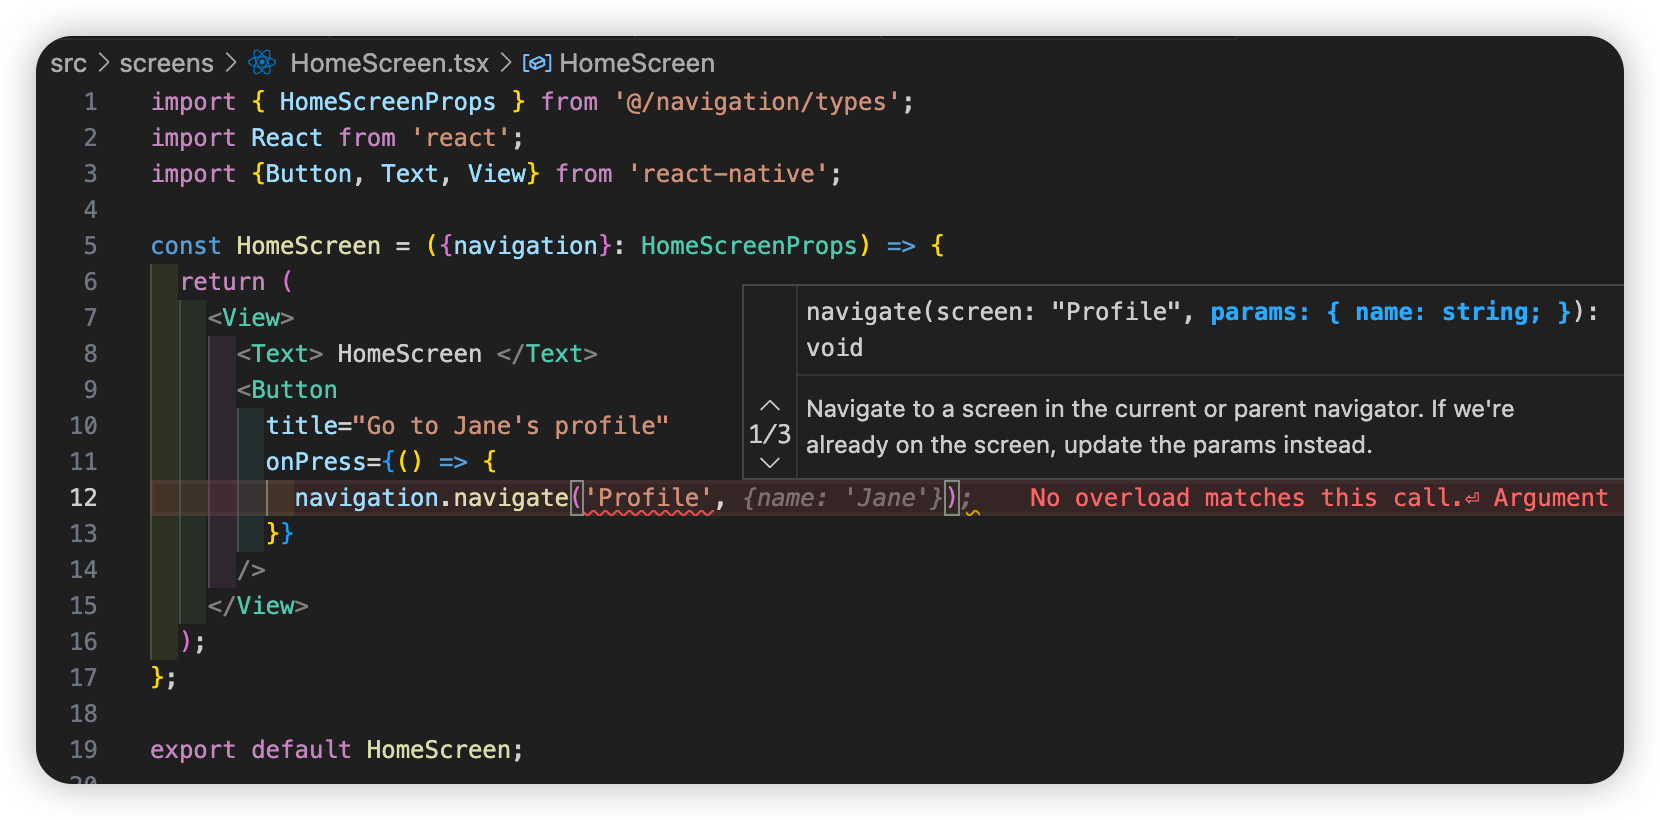 src > screens > HomeScreen.tsx > HomeScreen
1 import { HomeScreenProps } from '@/navigation/types';
2 import React from 'react';
3 import {Button, Text, View} from 'react-native';
4
5 const HomeScreen = ({navigation}: HomeScreenProps) => {
6 return (
7 <View>
8 <Text> HomeScreen </Text>
9 <Button
10 title="Go to Jane's profile"
11 onPress={() => {
12 navigation.navigate('Profile', {name: 'Jane'}); No overload matches this call.⏎ Argument
13 }}
14 />
15 </View>
16 );
17 };
18
19 export default HomeScreen;
20
navigate(screen: "Profile", params: { name: string; }):
void
1/3
Navigate to a screen in the current or parent navigator. If we're
already on the screen, update the params instead.